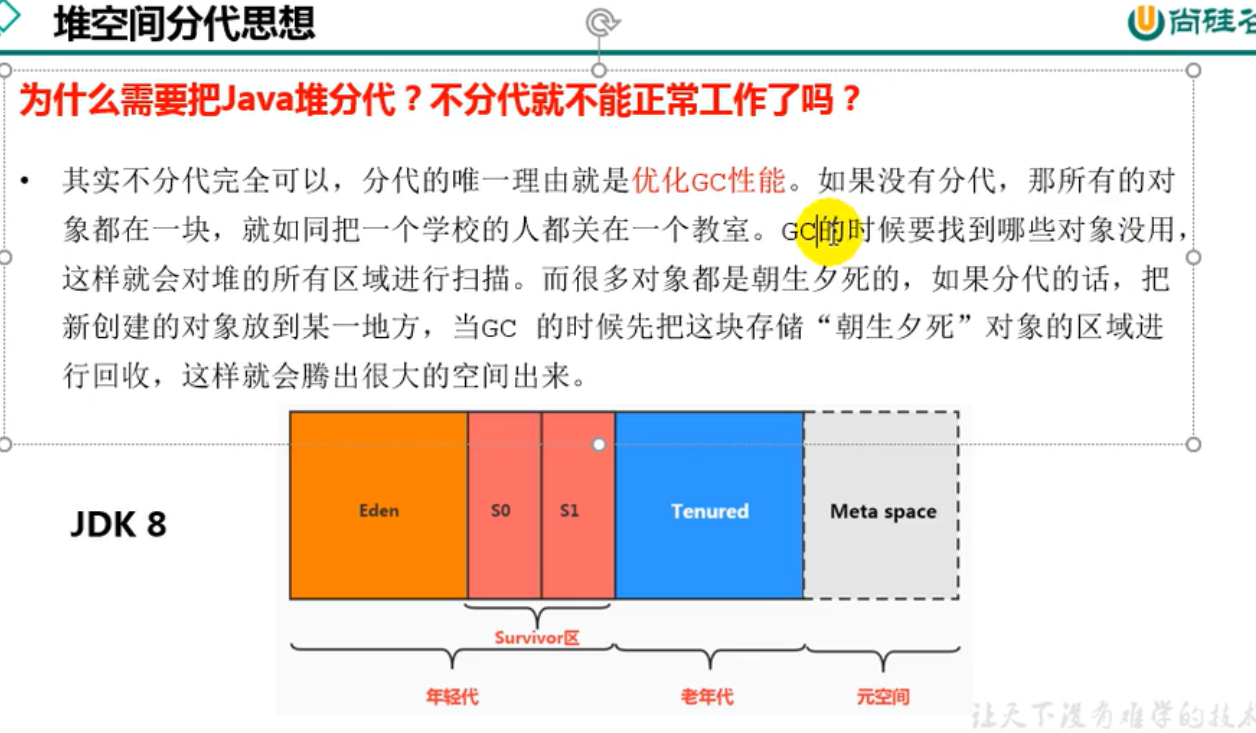 堆空间分代思想
尚硅谷
为什么需要把Java堆分代？不分代就不能正常工作了吗？
• 其实不分代完全可以，分代的唯一理由就是优化GC性能。如果没有分代，那所有的对
象都在一块，就如同把一个学校的人都关在一个教室。GC的时候要找到哪些对象没用，
这样就会对堆的所有区域进行扫描。而很多对象都是朝生夕死的，如果分代的话，把
新创建的对象放到某一地方，当GC 的时候先把这块存储“朝生夕死”对象的区域进
行回收，这样就会腾出很大的空间出来。
JDK 8
Eden
S0
S1
Tenured
Meta space
Survivor区
年轻代
老年代
元空间
让天下没有难学的技术